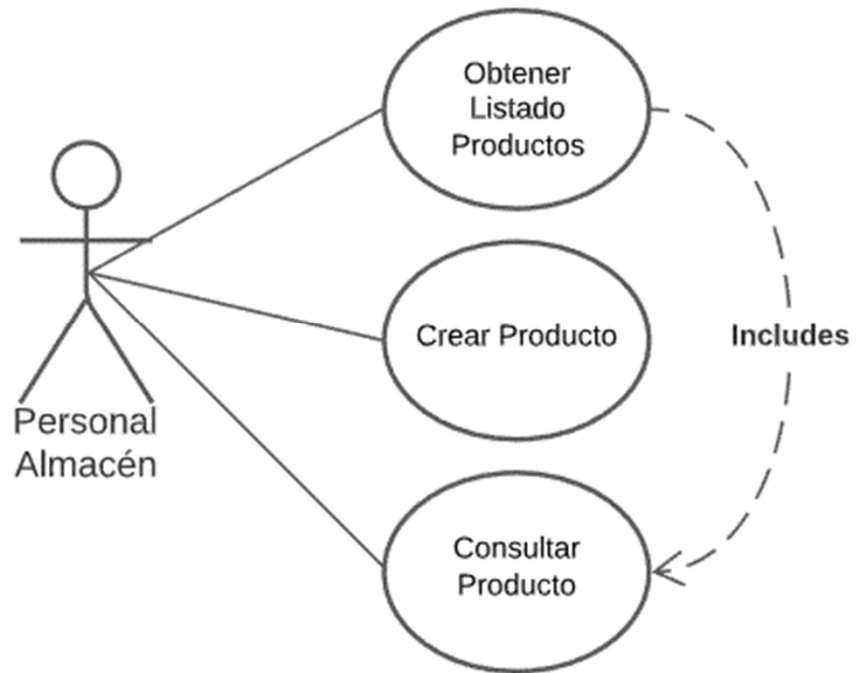 Obtener
Listado
Productos
Crear Producto
Includes
Personal
Almacén
Consultar
Producto